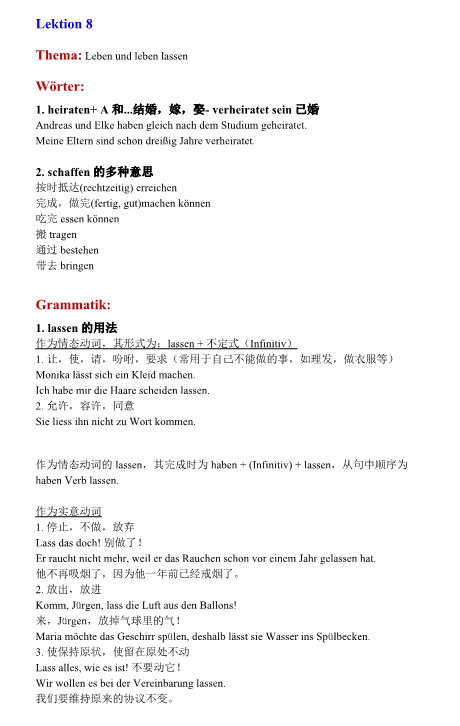 Lektion 8
Thema: Leben und leben lassen
Wörter:
1. heiraten+ A 和...结婚，嫁，娶- verheiratet sein 已婚
Andreas und Elke haben gleich nach dem Studium geheiratet.
Meine Eltern sind schon dreißig Jahre verheiratet.
2. schaffen 的多种意思
按时抵达(rechtzeitig) erreichen
完成，做完(fertig, gut)machen können
吃完 essen können
搬 tragen
通过 bestehen
带去 bringen
Grammatik:
1. lassen 的用法
作为情态动词，其形式为：lassen + 不定式（Infinitiv）
1. 让，使，请，吩咐，要求（常用于自己不能做的事，如理发，做衣服等）
Monika lässt sich ein Kleid machen.
Ich habe mir die Haare scheiden lassen.
2. 允许，容许，同意
Sie liess ihn nicht zu Wort kommen.
作为情态动词的 lassen，其完成时为 haben + (Infinitiv) + lassen，从句中顺序为
haben Verb lassen.
作为实意动词
1. 停止，不做，放弃
Lass das doch! 别做了！
Er raucht nicht mehr, weil er das Rauchen schon vor einem Jahr gelassen hat.
他不再吸烟了，因为他一年前已经戒烟了。
2. 放出，放进
Komm, Jürgen, lass die Luft aus den Ballons!
来，Jürgen，放掉气球里的气！
Maria möchte das Geschirr spülen, deshalb lässt sie Wasser ins Spülbecken.
3. 使保持原状，使留在原处不动
Lass alles, wie es ist! 不要动它！
Wir wollen es bei der Vereinbarung lassen.
我们要维持原来的协议不变。